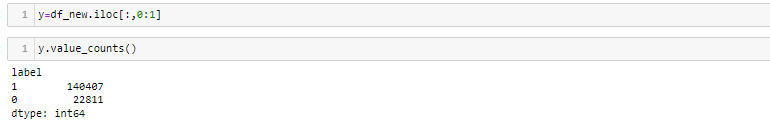 1 y=df_new.iloc[:,0:1]
1 y.value_counts()
label
1 140407
0 22811
dtype: int64